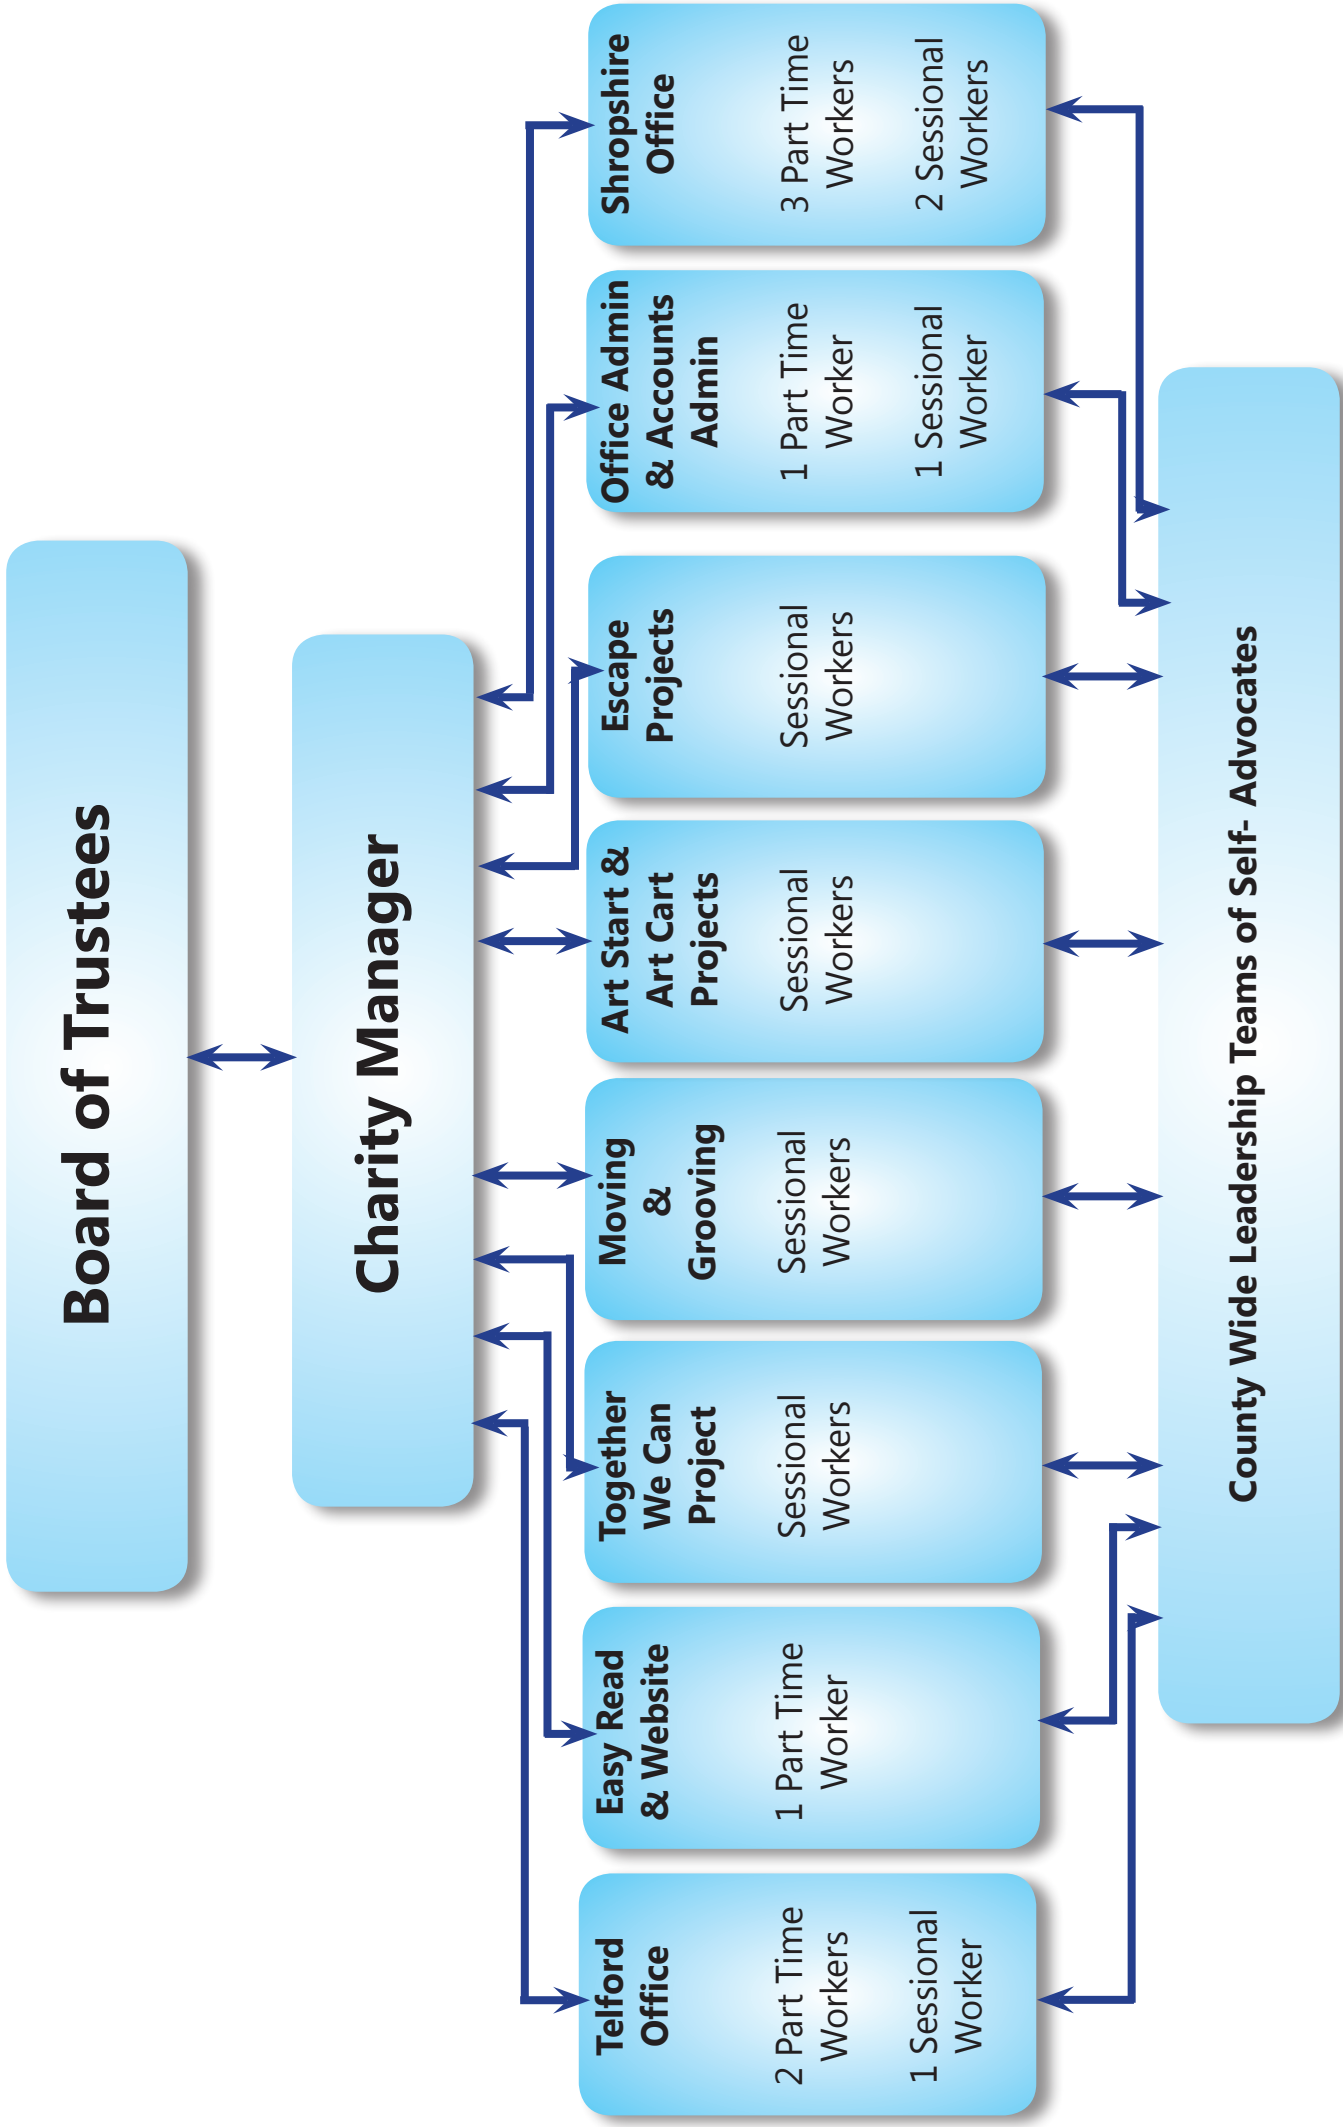 Board of Trustees
Charity Manager
Telford
Office
2 Part Time
Workers
1 Sessional
Worker
Easy Read
& Website
1 Part Time
Worker
Together
We Can
Project
Sessional
Workers
Moving
&
Grooving
Sessional
Workers
Art Start &
Art Cart
Projects
Sessional
Workers
Escape
Projects
Sessional
Workers
Office Admin
& Accounts
Admin
1 Part Time
Worker
1 Sessional
Worker
Shropshire
Office
3 Part Time
Workers
2 Sessional
Workers
County Wide Leadership Teams of Self- Advocates